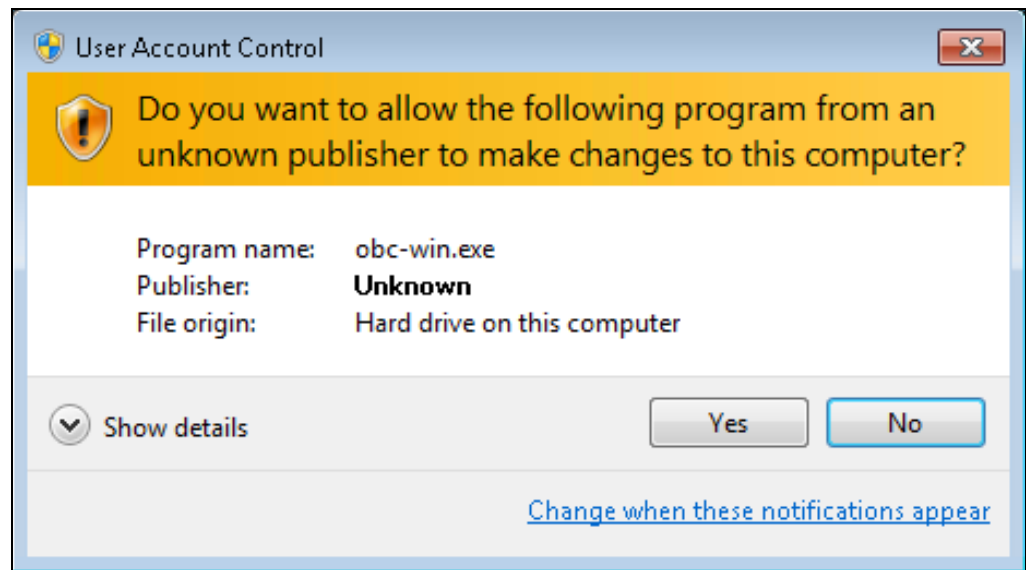 User Account Control
Do you want to allow the following program from an
unknown publisher to make changes to this computer?
Program name: obc-win.exe
Publisher: Unknown
File origin: Hard drive on this computer
Show details
Yes
No
Change when these notifications appear